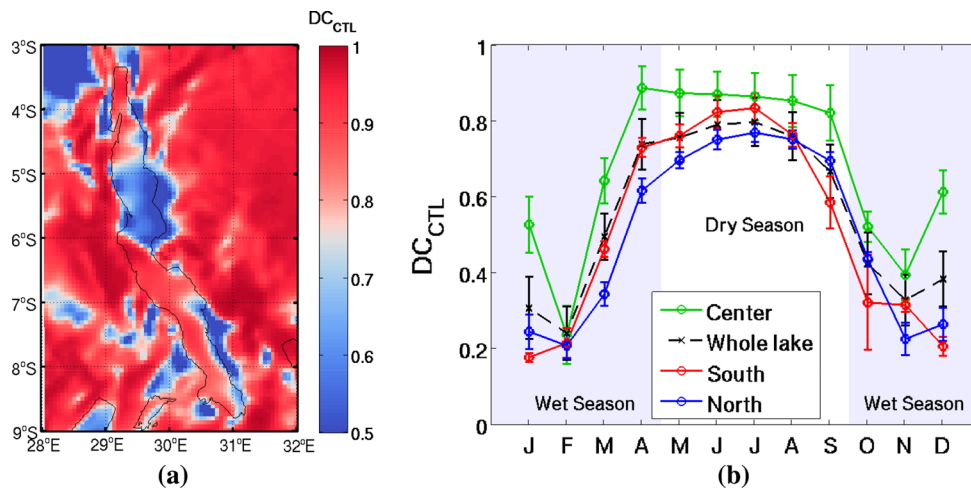 DC_CTL
3°S
4°S
5°S
6°S
7°S
8°S
9°S
28°E 29°E 30°E 31°E 32°E
1
0.9
0.8
0.7
0.6
0.5
(a)
DC_CTL
1
0.8
0.6
0.4
0.2
0
Dry Season
Center
Whole lake
South
North
Wet Season
Wet Season
J F M A M J J A S O N D
(b)